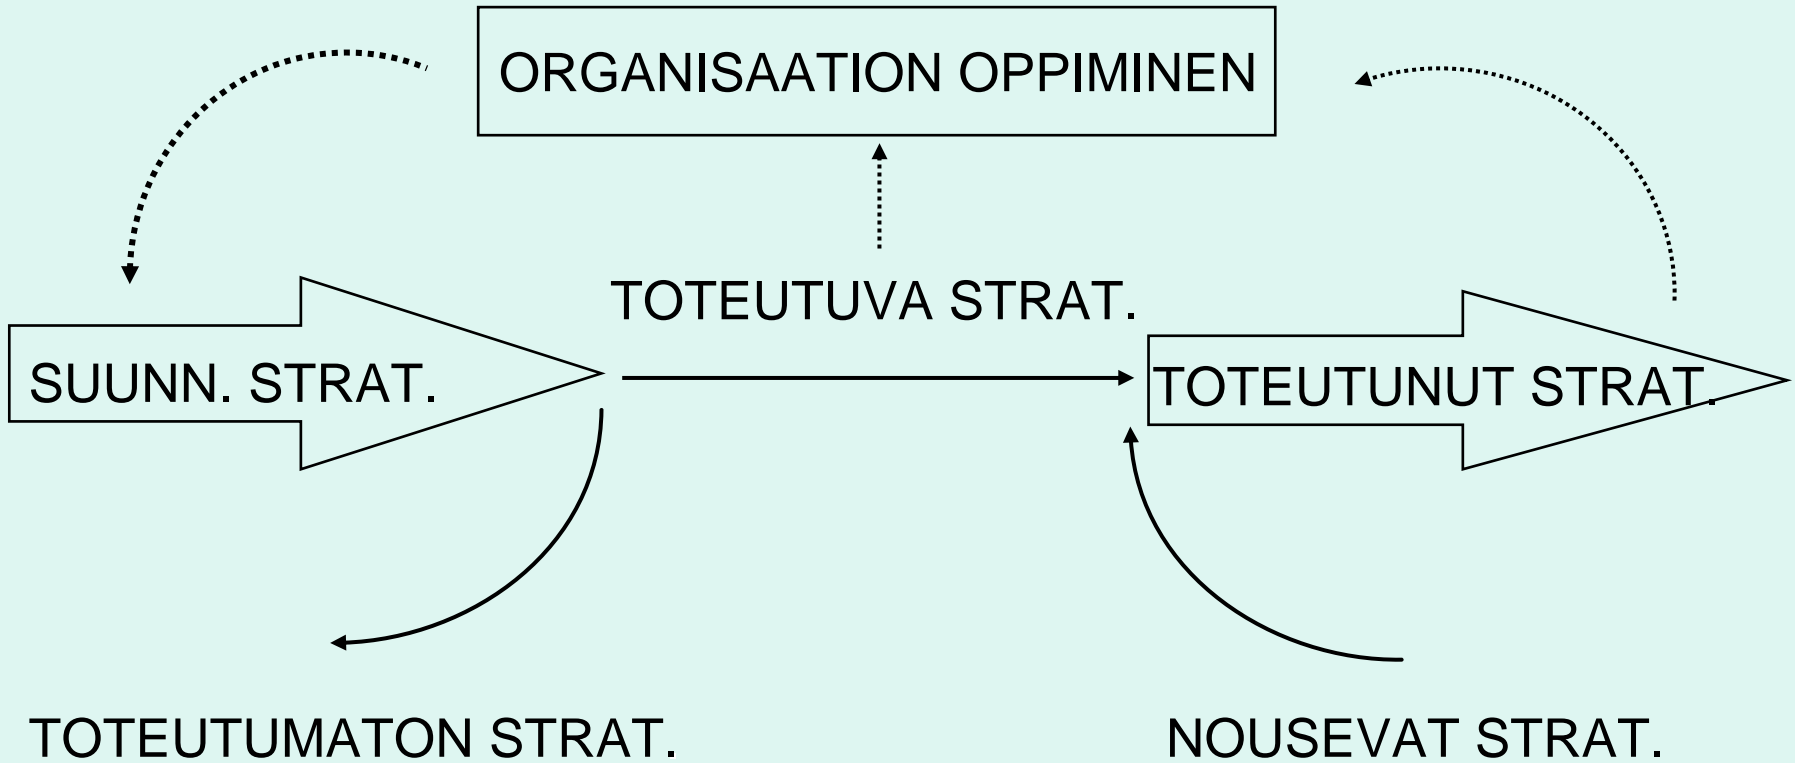 ORGANISAATION OPPIMINEN
TOTEUTUVA STRAT.
SUUNN. STRAT.
TOTEUTUNUT STRAT.
TOTEUTUMATON STRAT.
NOUSEVAT STRAT.